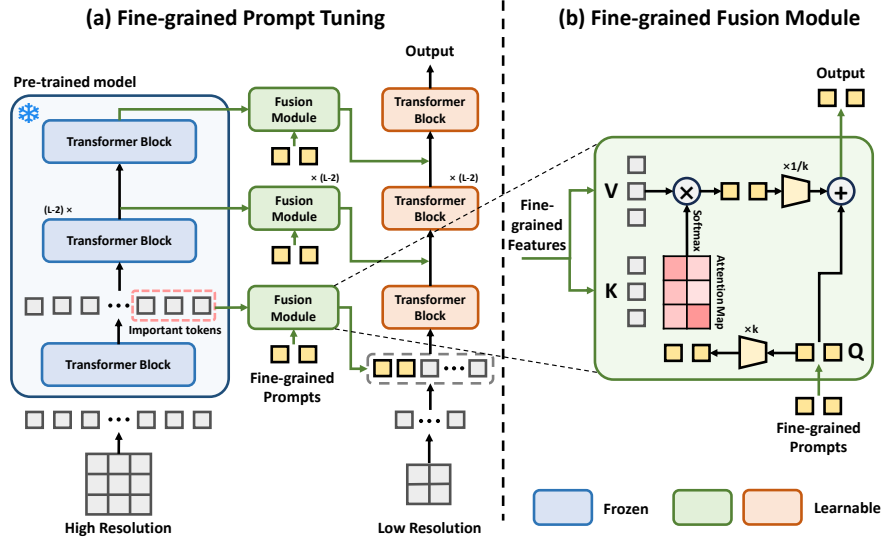 (a) Fine-grained Prompt Tuning
Output
Pre-trained model
Transformer Block
Fusion
Module
Transformer
Block
(L-2) ×
Transformer Block
× (L-2)
Fusion
Module
× (L-2)
Transformer
Block
Important tokens
Fusion
Module
Transformer
Block
Transformer Block
Fine-grained
Prompts
High Resolution
Low Resolution
(b) Fine-grained Fusion Module
Output
×1/k
V
×
+
Fine-
grained
Features
Softmax
K
Attention Map
×k
Q
Fine-grained
Prompts
Frozen
Learnable